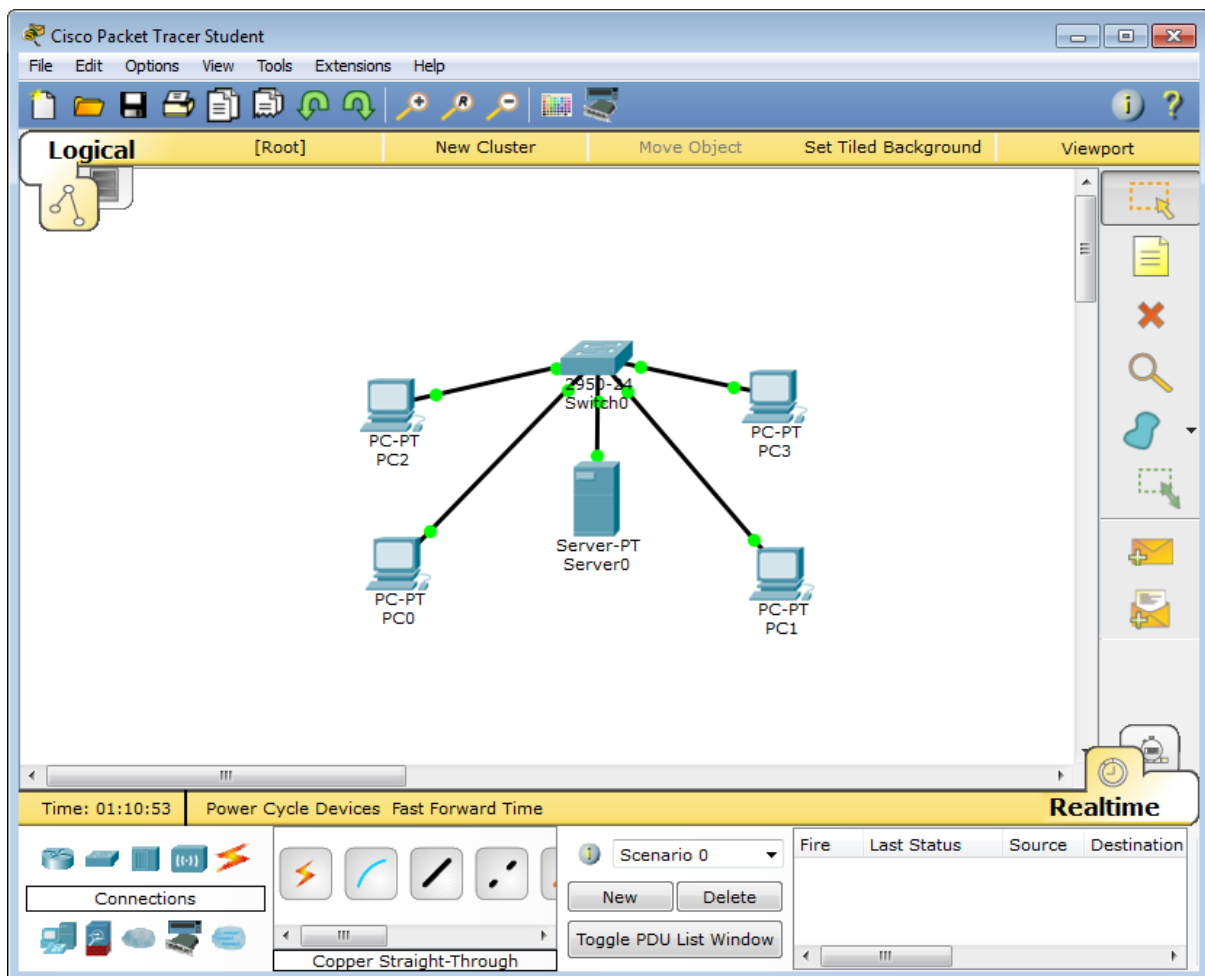 Cisco Packet Tracer Student
File Edit Options View Tools Extensions Help
Logical [Root] New Cluster Move Object Set Tiled Background Viewport
2950-24
Switch0
PC-PT
PC2
PC-PT
PC3
Server-PT
Server0
PC-PT
PC0
PC-PT
PC1
Time: 01:10:53 Power Cycle Devices Fast Forward Time Realtime
Connections
Copper Straight-Through
Scenario 0
New Delete
Toggle PDU List Window
Fire Last Status Source Destination